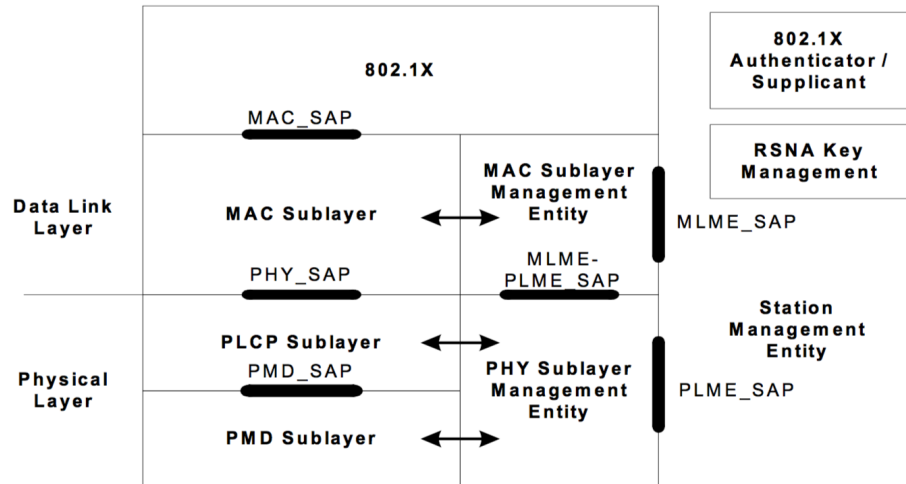 802.1X
802.1X
Authenticator /
Supplicant
MAC_SAP
RSNA Key
Management
Data Link
Layer
MAC Sublayer
MAC Sublayer
Management
Entity
MLME_SAP
PHY_SAP
MLME-
PLME_SAP
Station
Management
Entity
Physical
Layer
PLCP Sublayer
PMD_SAP
PHY Sublayer
Management
Entity
PLME_SAP
PMD Sublayer